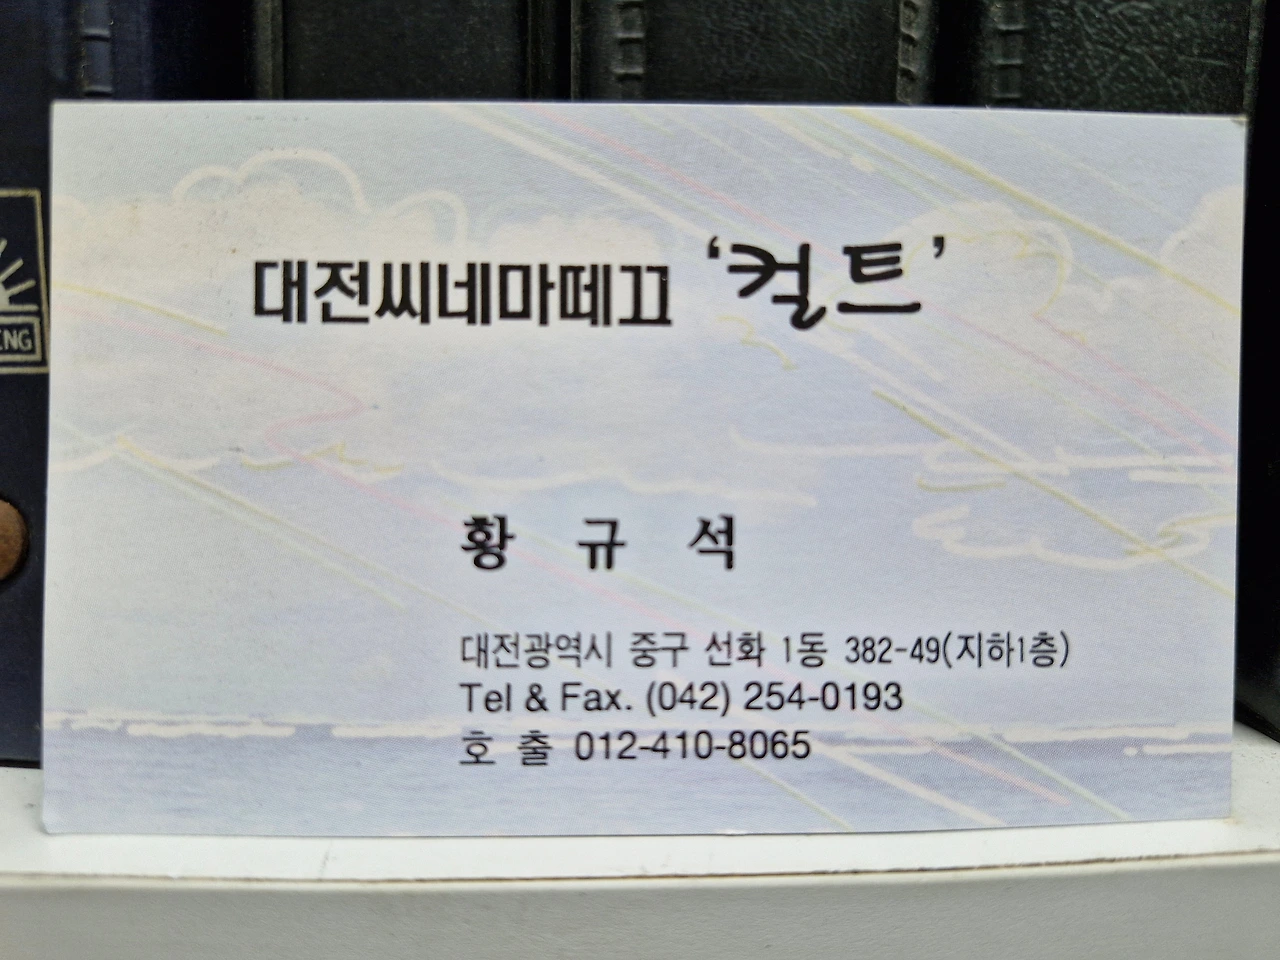 대전씨네마떼끄 '컬트'
황 규 석
대전광역시 중구 선화 1동 382-49(지하1층)
Tel & Fax. (042) 254-0193
호 출 012-410-8065